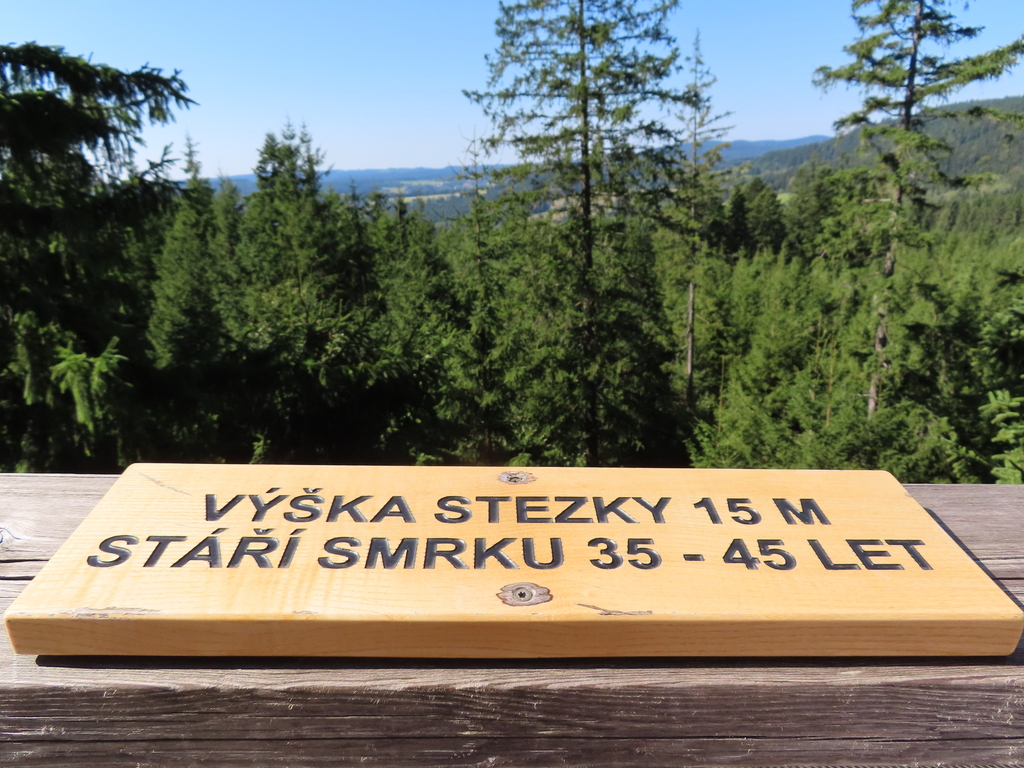 VÝŠKA STEZKY 15 M
STÁŘÍ SMRKU 35 - 45 LET